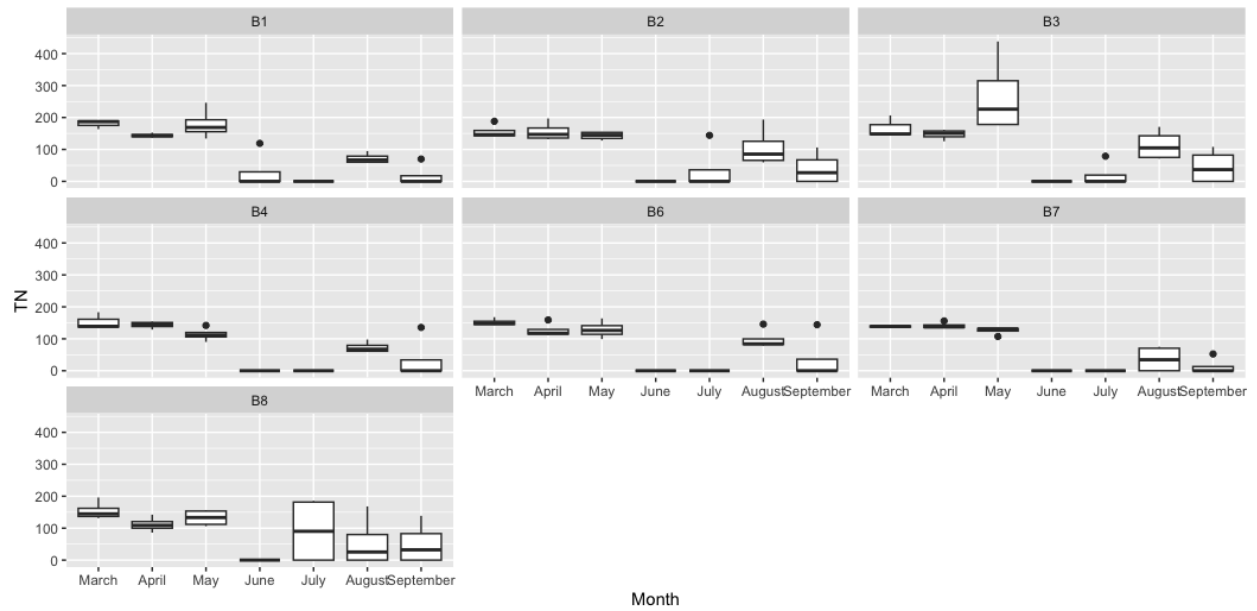 B1 B2 B3
400
300
200
100
0
B4 B6 B7
400
300
200
100
0
March April May June July August September March April May June July August September
B8
400
300
200
100
0
March April May June July August September
TN
Month